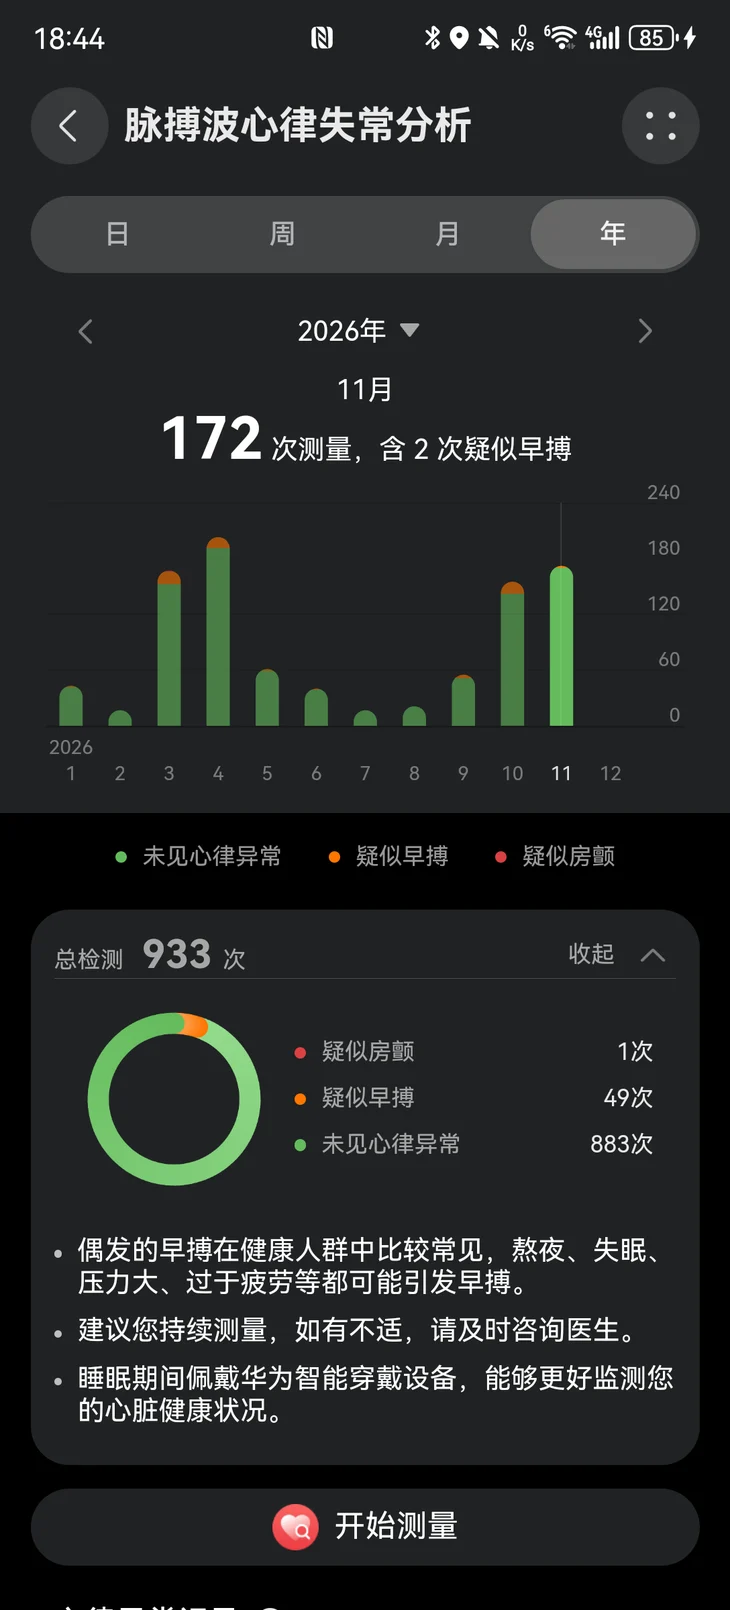 18:44
0 K/s
6
4G
85
脉搏波心律失常分析
日 周 月 年
2026年
11月
172 次测量，含 2 次疑似早搏
240
180
120
60
0
2026
1 2 3 4 5 6 7 8 9 10 11 12
未见心律异常 疑似早搏 疑似房颤
总检测 933 次 收起
疑似房颤 1次
疑似早搏 49次
未见心律异常 883次
偶发的早搏在健康人群中比较常见，熬夜、失眠、
压力大、过于疲劳等都可能引发早搏。
建议您持续测量，如有不适，请及时咨询医生。
睡眠期间佩戴华为智能穿戴设备，能够更好监测您
的心脏健康状况。
开始测量